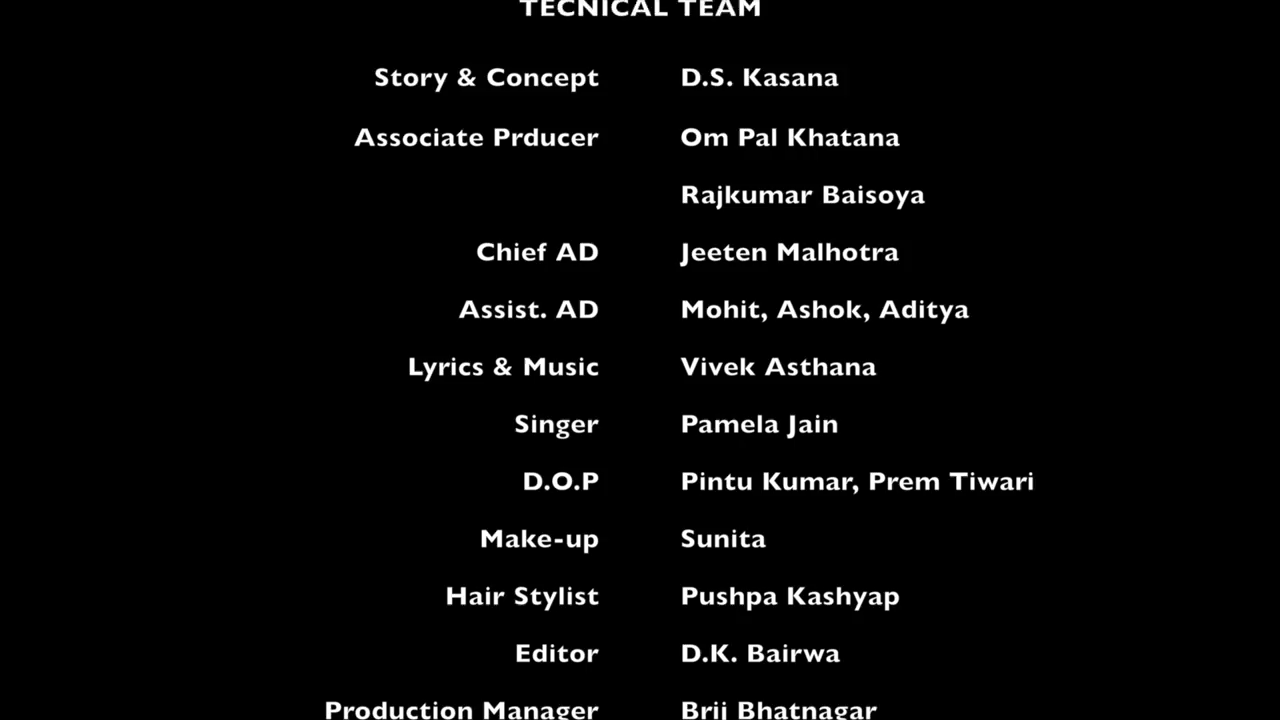 TECNICAL TEAM
Story & Concept D.S. Kasana
Associate Prducer Om Pal Khatana
Rajkumar Baisoya
Chief AD Jeeten Malhotra
Assist. AD Mohit, Ashok, Aditya
Lyrics & Music Vivek Asthana
Singer Pamela Jain
D.O.P Pintu Kumar, Prem Tiwari
Make-up Sunita
Hair Stylist Pushpa Kashyap
Editor D.K. Bairwa
Production Manager Brij Bhatnagar